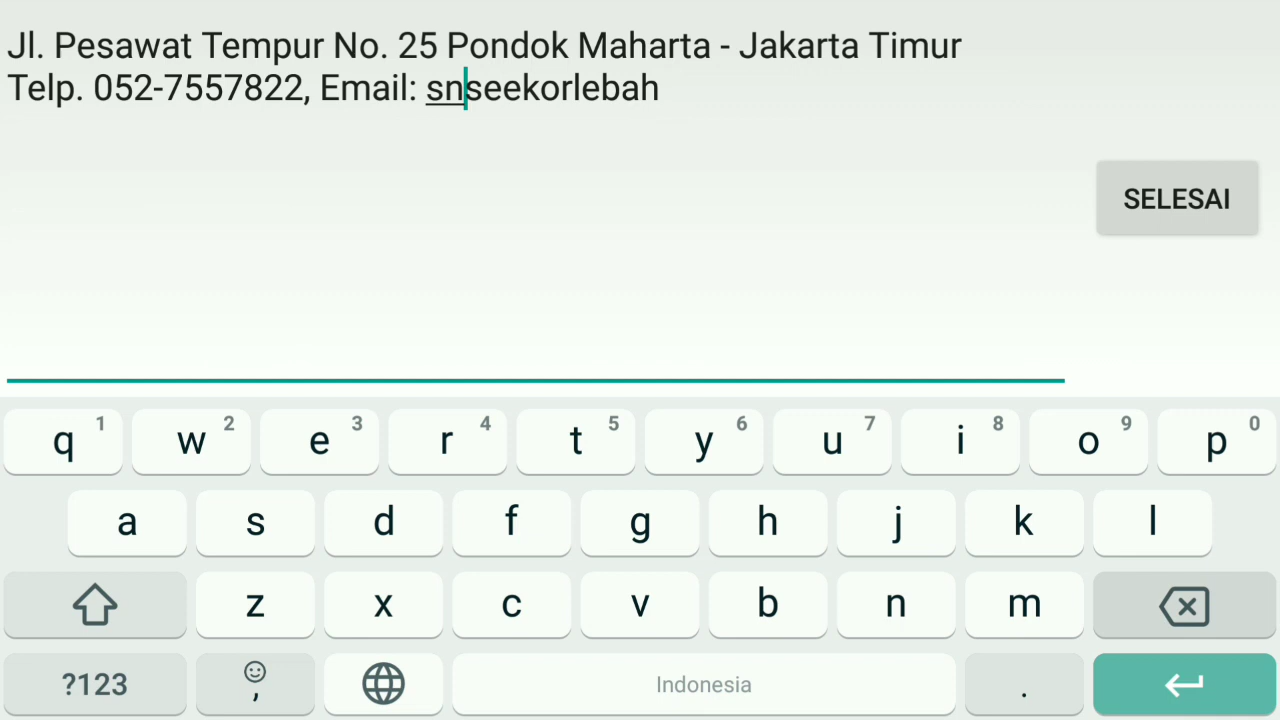 Jl. Pesawat Tempur No. 25 Pondok Maharta - Jakarta Timur
Telp. 052-7557822, Email: snseekorlebah
SELESAI
q 1 w 2 e 3 r 4 t 5 y 6 u 7 i 8 o 9 p 0
a s d f g h j k l
z x c v b n m
?123 , Indonesia .